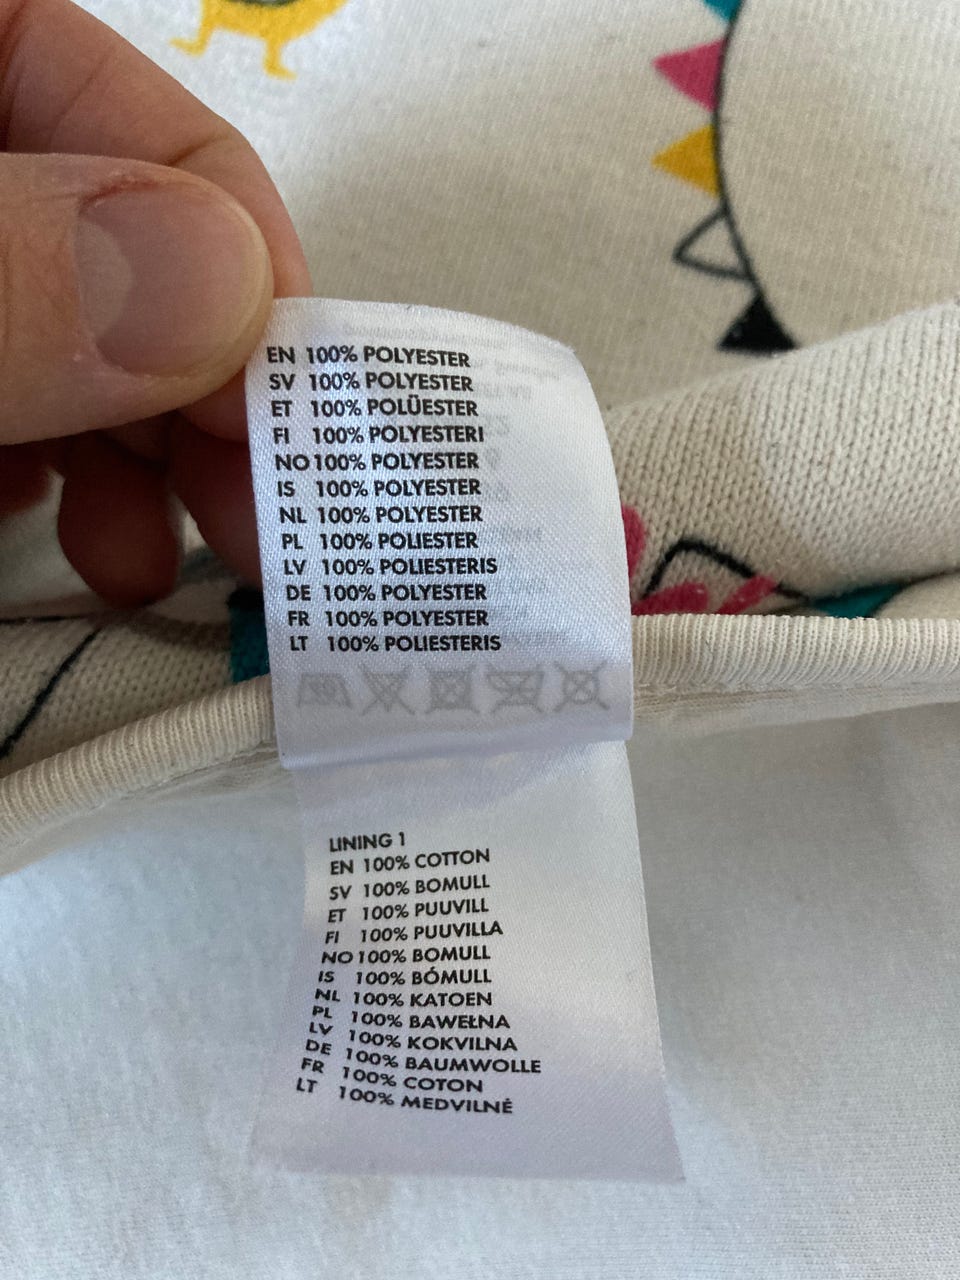 EN 100% POLYESTER
SV 100% POLYESTER
ET 100% POLÜESTER
FI 100% POLYESTERI
NO 100% POLYESTER
IS 100% POLYESTER
NL 100% POLYESTER
PL 100% POLIESTER
LV 100% POLIESTERIS
DE 100% POLYESTER
FR 100% POLYESTER
LT 100% POLIESTERIS
LINING 1
EN 100% COTTON
SV 100% BOMULL
ET 100% PUUVILL
FI 100% PUUVILLA
NO 100% BOMULL
IS 100% BÓMULL
NL 100% KATOEN
PL 100% BAWEŁNA
LV 100% KOKVILNA
DE 100% BAUMWOLLE
FR 100% COTON
LT 100% MEDVILNĖ